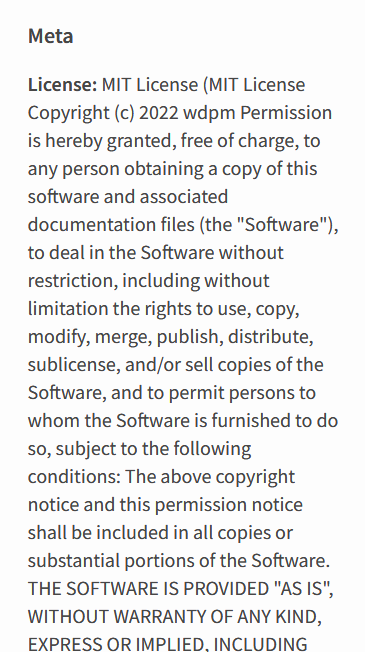 Meta
License: MIT License (MIT License
Copyright (c) 2022 wdpm Permission
is hereby granted, free of charge, to
any person obtaining a copy of this
software and associated
documentation files (the "Software"),
to deal in the Software without
restriction, including without
limitation the rights to use, copy,
modify, merge, publish, distribute,
sublicense, and/or sell copies of the
Software, and to permit persons to
whom the Software is furnished to do
so, subject to the following
conditions: The above copyright
notice and this permission notice
shall be included in all copies or
substantial portions of the Software.
THE SOFTWARE IS PROVIDED "AS IS",
WITHOUT WARRANTY OF ANY KIND,
EXPRESS OR IMPLIED, INCLUDING